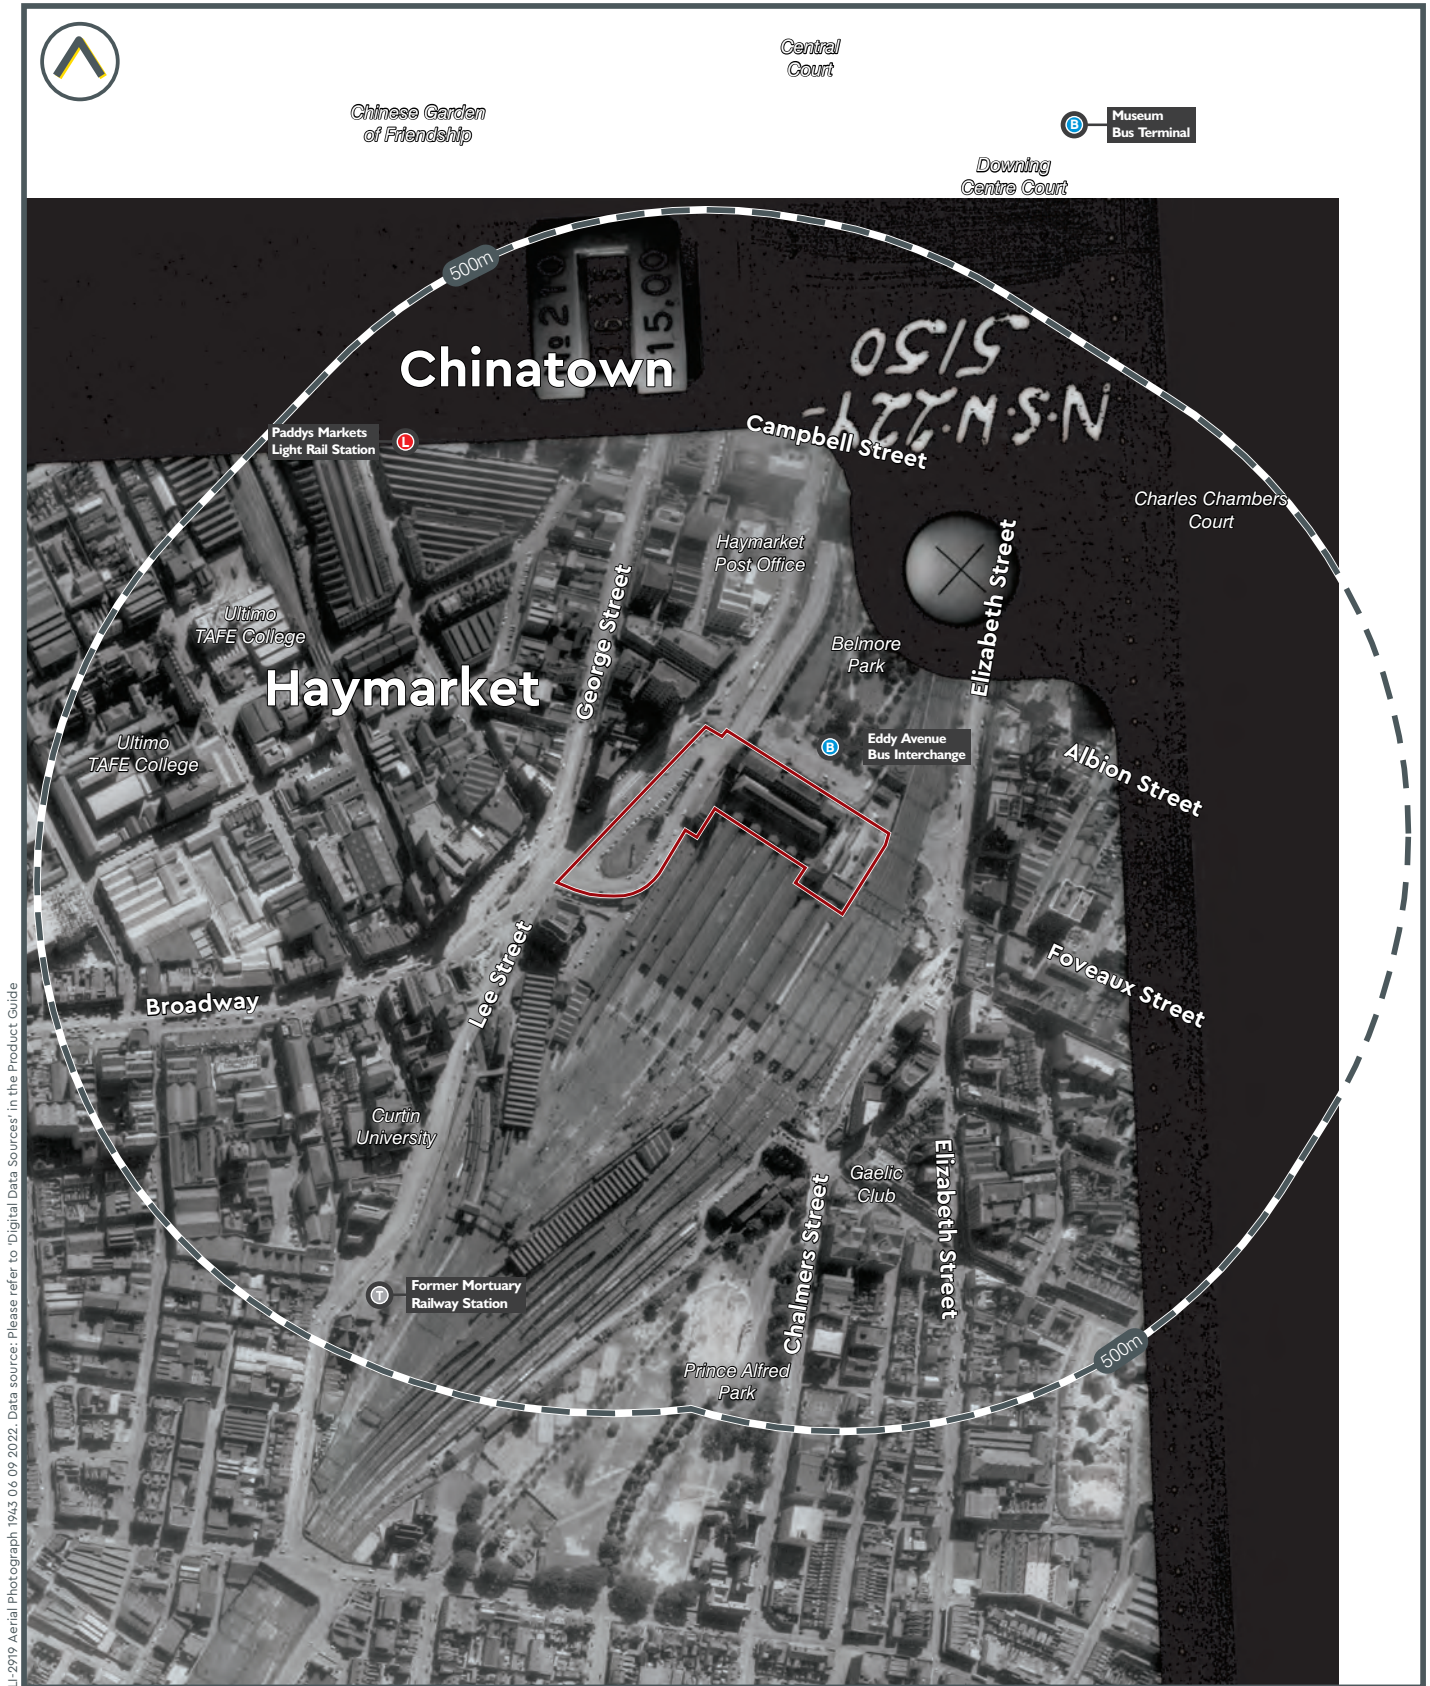 Central
Court
Chinese Garden
of Friendship
Museum
Bus Terminal
B
Downing
Centre Court
500m
No 210
15.00
5150
N.S.W.224-
Chinatown
Paddys Markets
Light Rail Station
L
Campbell Street
Charles Chambers
Court
Haymarket
Post Office
Elizabeth Street
George Street
Ultimo
TAFE College
Belmore
Park
Haymarket
Ultimo
TAFE College
B
Eddy Avenue
Bus Interchange
Albion Street
Lee Street
Foveaux Street
Broadway
Curtin
University
Gaelic
Club
Elizabeth Street
Chalmers Street
T
Former Mortuary
Railway Station
Prince Alfred
Park
500m
LI-2919 Aerial Photograph 1943 06 09 2022. Data source: Please refer to 'Digital Data Sources' in the Product Guide